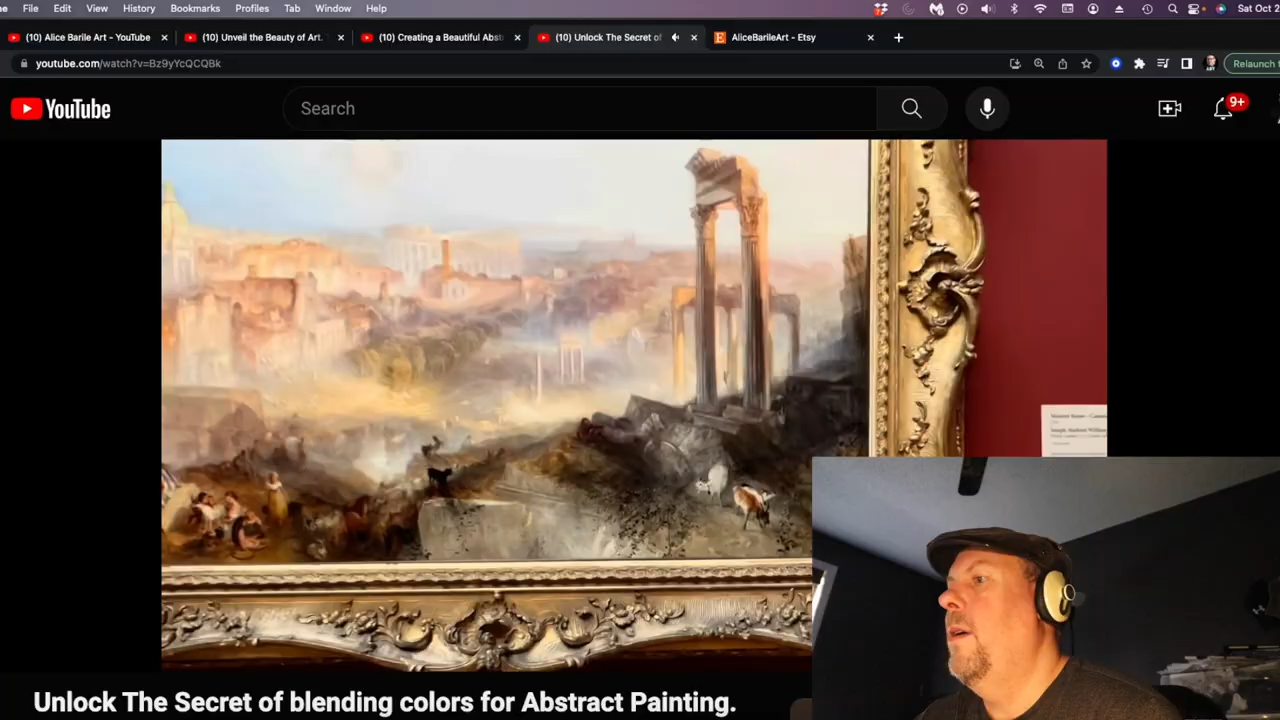 File Edit View History Bookmarks Profiles Tab Window Help
Sat Oct 2
(10) Alice Barile Art - YouTube
(10) Unveil the Beauty of Art.
(10) Creating a Beautiful Abst
(10) Unlock The Secret of
AliceBarileArt - Etsy
youtube.com/watch?v=Bz9yYcQCQBk
Relaunch t
YouTube
Search
9+
Unlock The Secret of blending colors for Abstract Painting.